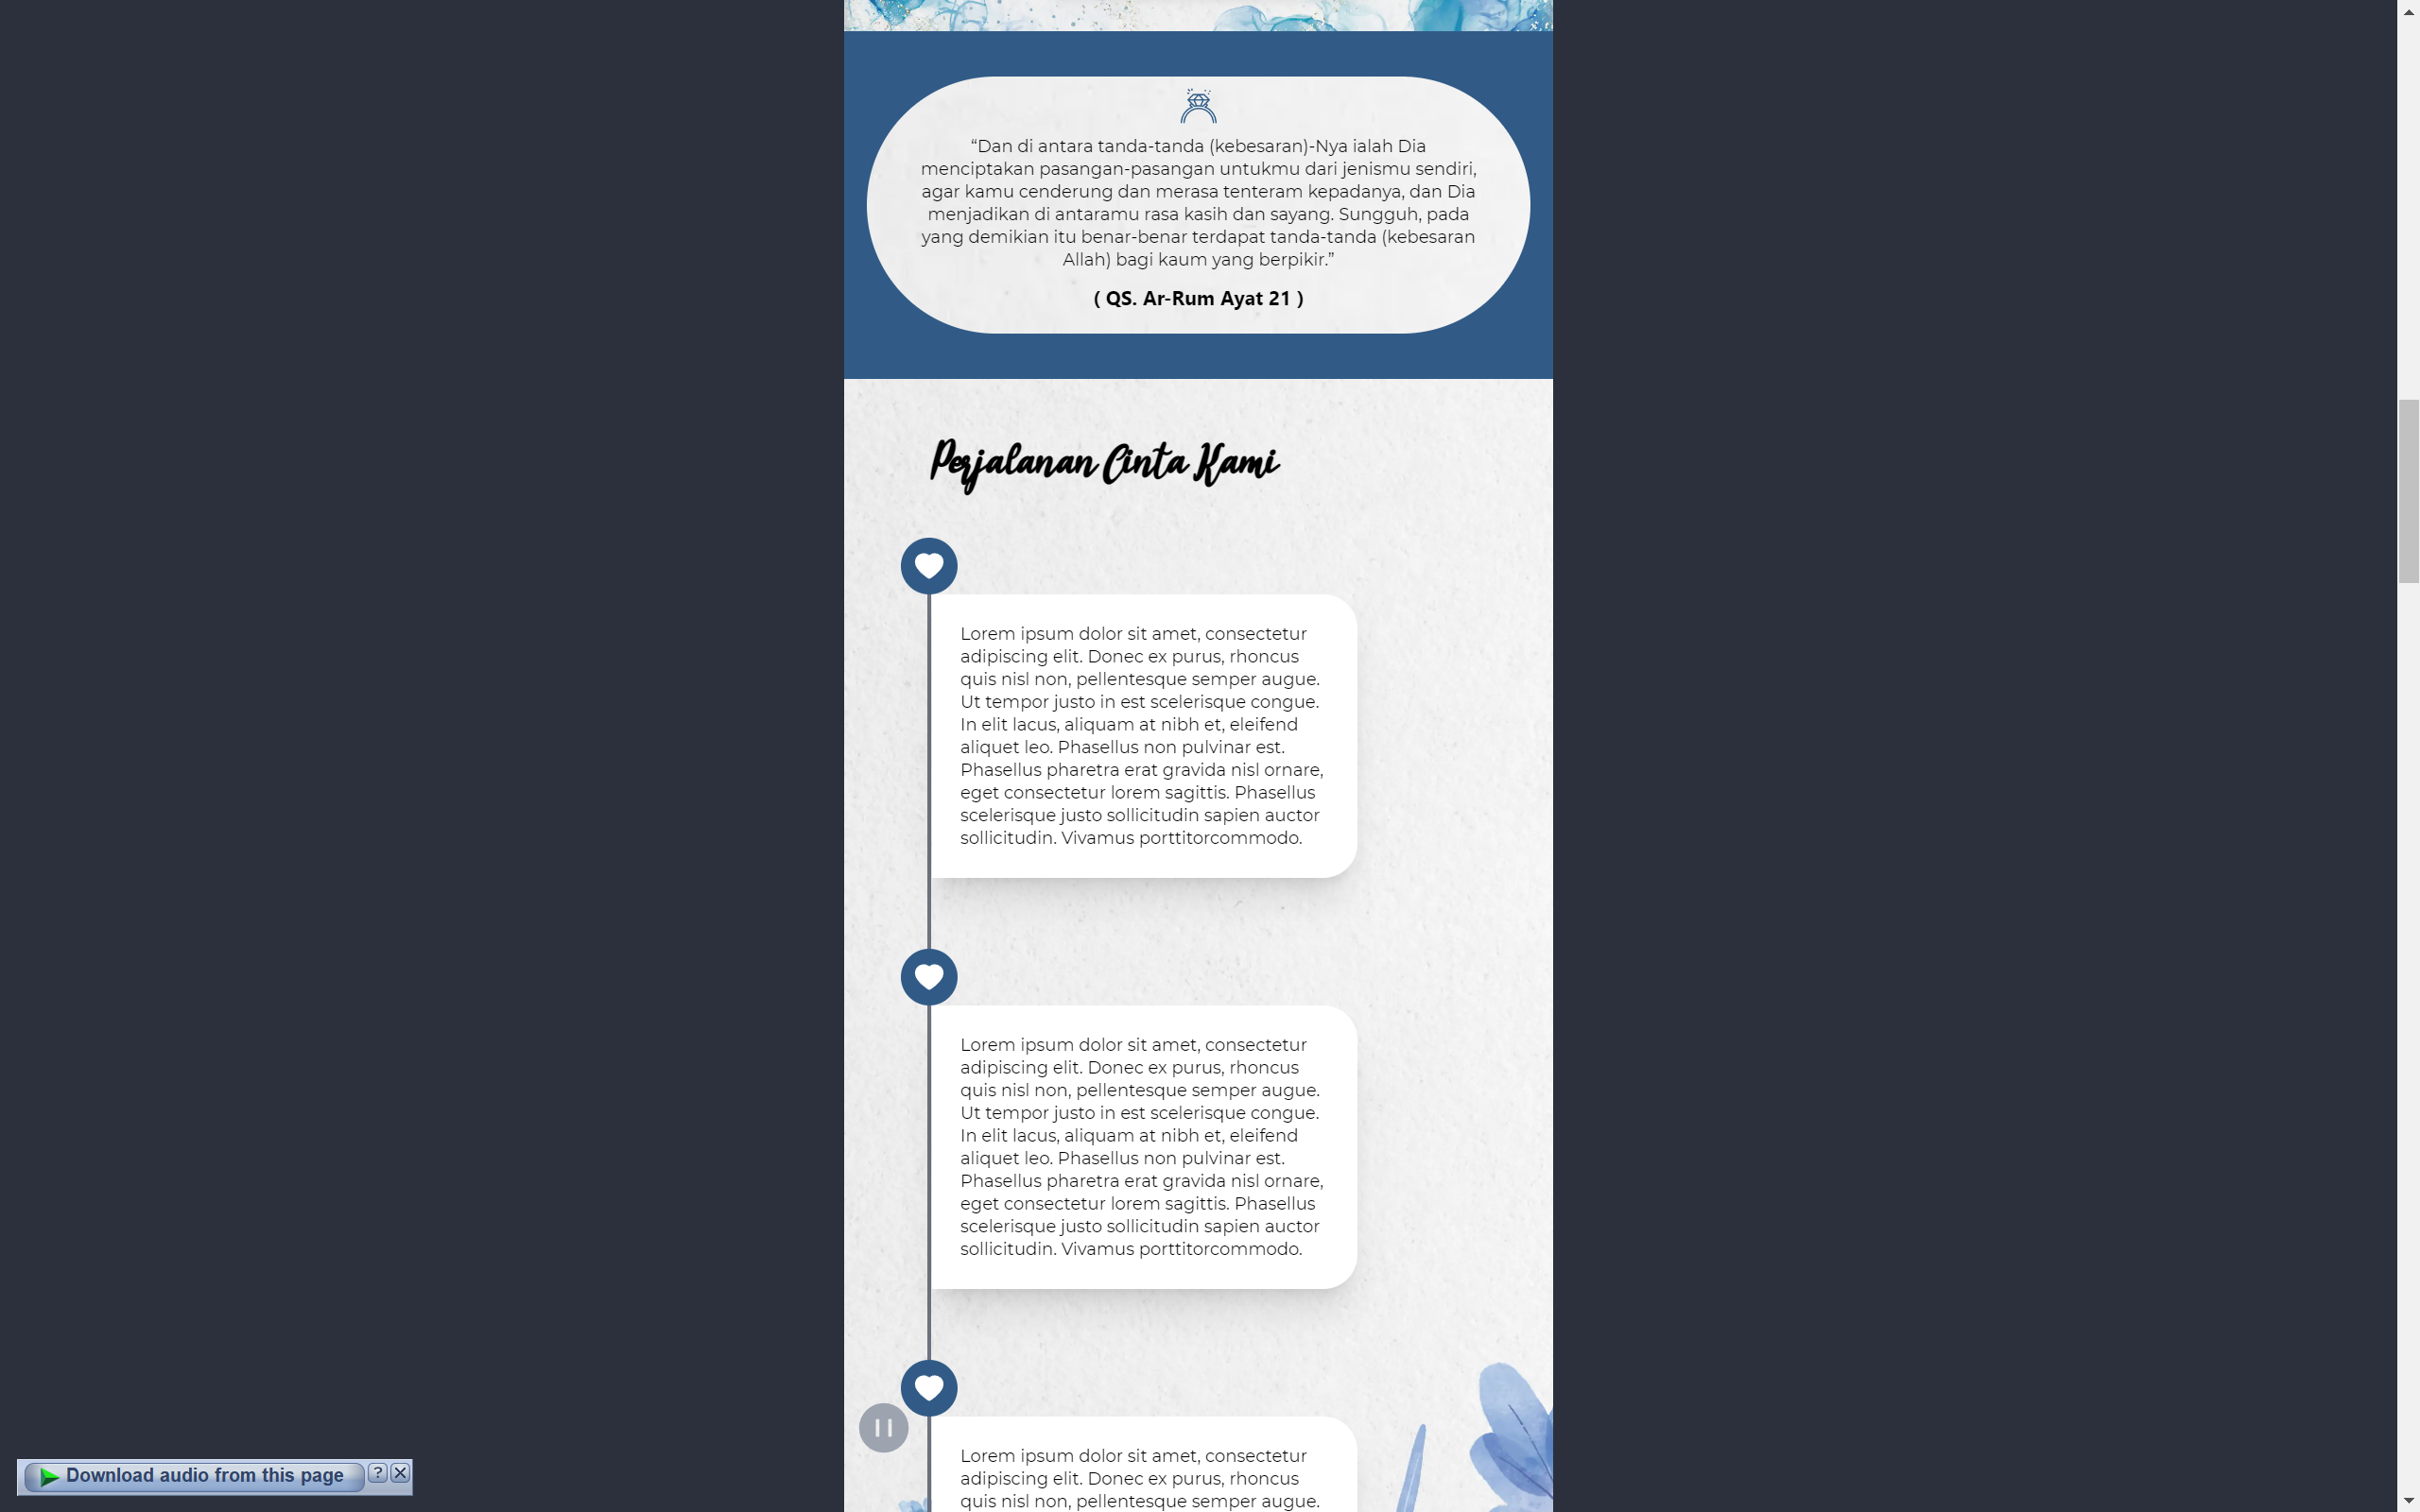 “Dan di antara tanda-tanda (kebesaran)-Nya ialah Dia
menciptakan pasangan-pasangan untukmu dari jenismu sendiri,
agar kamu cenderung dan merasa tenteram kepadanya, dan Dia
menjadikan di antaramu rasa kasih dan sayang. Sungguh, pada
yang demikian itu benar-benar terdapat tanda-tanda (kebesaran
Allah) bagi kaum yang berpikir.”
( QS. Ar-Rum Ayat 21 )
Perjalanan Cinta Kami
Lorem ipsum dolor sit amet, consectetur
adipiscing elit. Donec ex purus, rhoncus
quis nisl non, pellentesque semper augue.
Ut tempor justo in est scelerisque congue.
In elit lacus, aliquam at nibh et, eleifend
aliquet leo. Phasellus non pulvinar est.
Phasellus pharetra erat gravida nisl ornare,
eget consectetur lorem sagittis. Phasellus
scelerisque justo sollicitudin sapien auctor
sollicitudin. Vivamus porttitorcommodo.
Lorem ipsum dolor sit amet, consectetur
adipiscing elit. Donec ex purus, rhoncus
quis nisl non, pellentesque semper augue.
Ut tempor justo in est scelerisque congue.
In elit lacus, aliquam at nibh et, eleifend
aliquet leo. Phasellus non pulvinar est.
Phasellus pharetra erat gravida nisl ornare,
eget consectetur lorem sagittis. Phasellus
scelerisque justo sollicitudin sapien auctor
sollicitudin. Vivamus porttitorcommodo.
Lorem ipsum dolor sit amet, consectetur
adipiscing elit. Donec ex purus, rhoncus
quis nisl non, pellentesque semper augue.
Download audio from this page ?